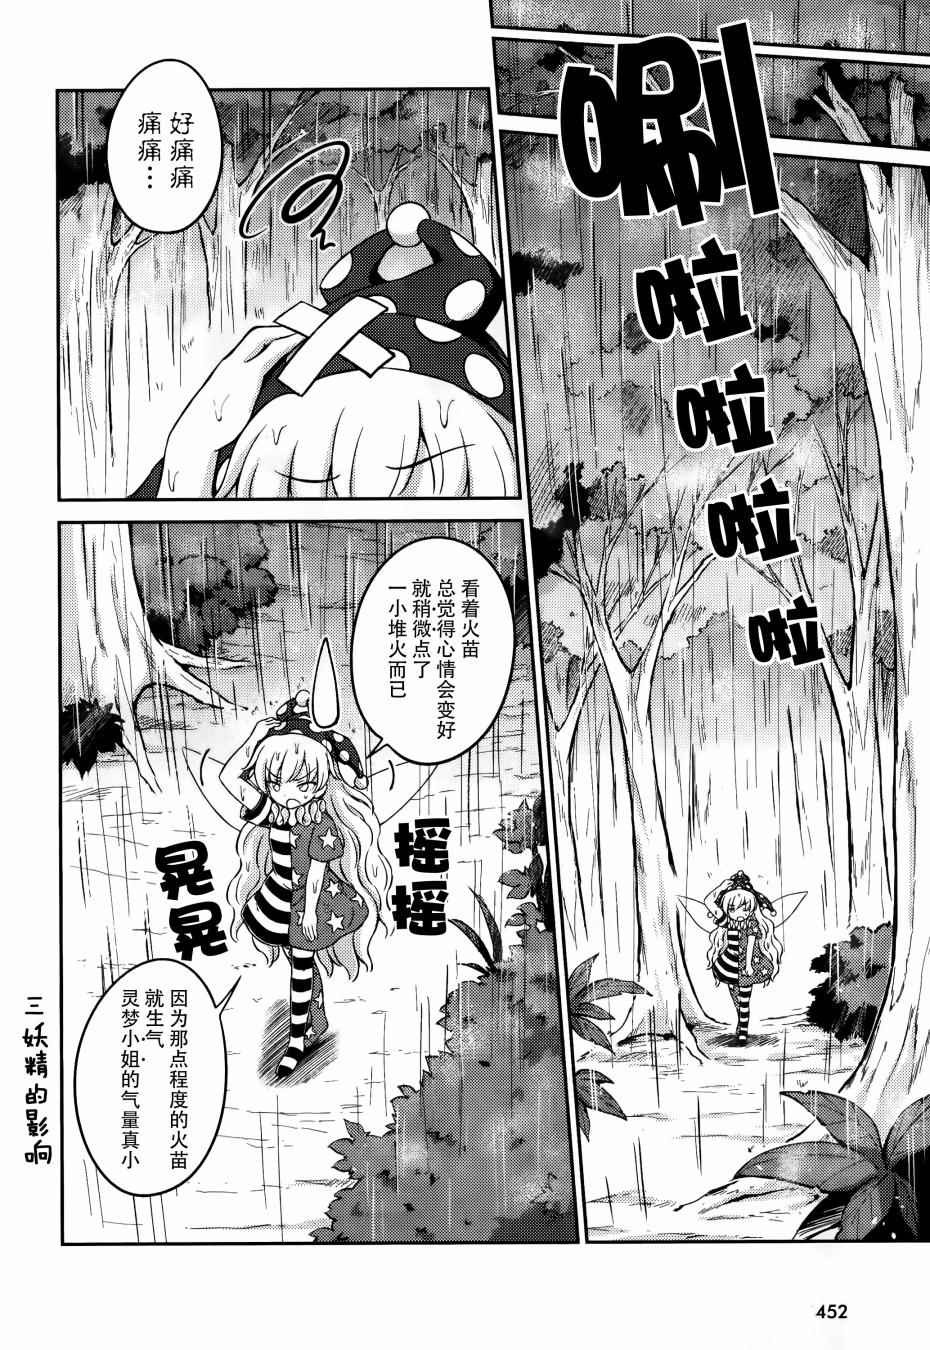 唰
啦
啦
啦
啦
好痛痛
痛痛…
看着火苗
总觉得心情会变好
就稍微点了
一小堆火而已
摇摇
晃晃
因为那点程度的火苗
就生气
灵梦小姐的气量真小
三妖精的影响
452